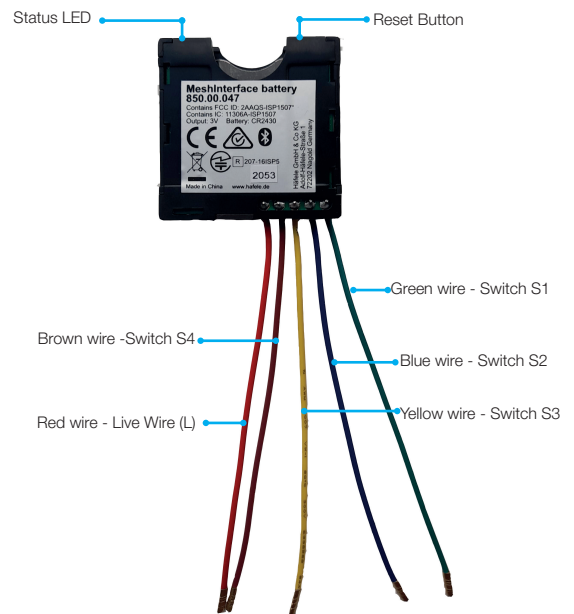 Status LED
Reset Button
MeshInterface battery
850.00.047
Contains FCC ID: 2AAQS-ISP1507*
Contains IC: 11306A-ISP1507
Output: 3V Battery: CR2430
CE
R 207-16ISP5
2053
Made in China www.hafele.de
Häfele GmbH & Co KG
Adolf-Häfele-Straße 1
72202 Nagold Germany
Green wire - Switch S1
Brown wire -Switch S4
Blue wire - Switch S2
Red wire - Live Wire (L)
Yellow wire - Switch S3